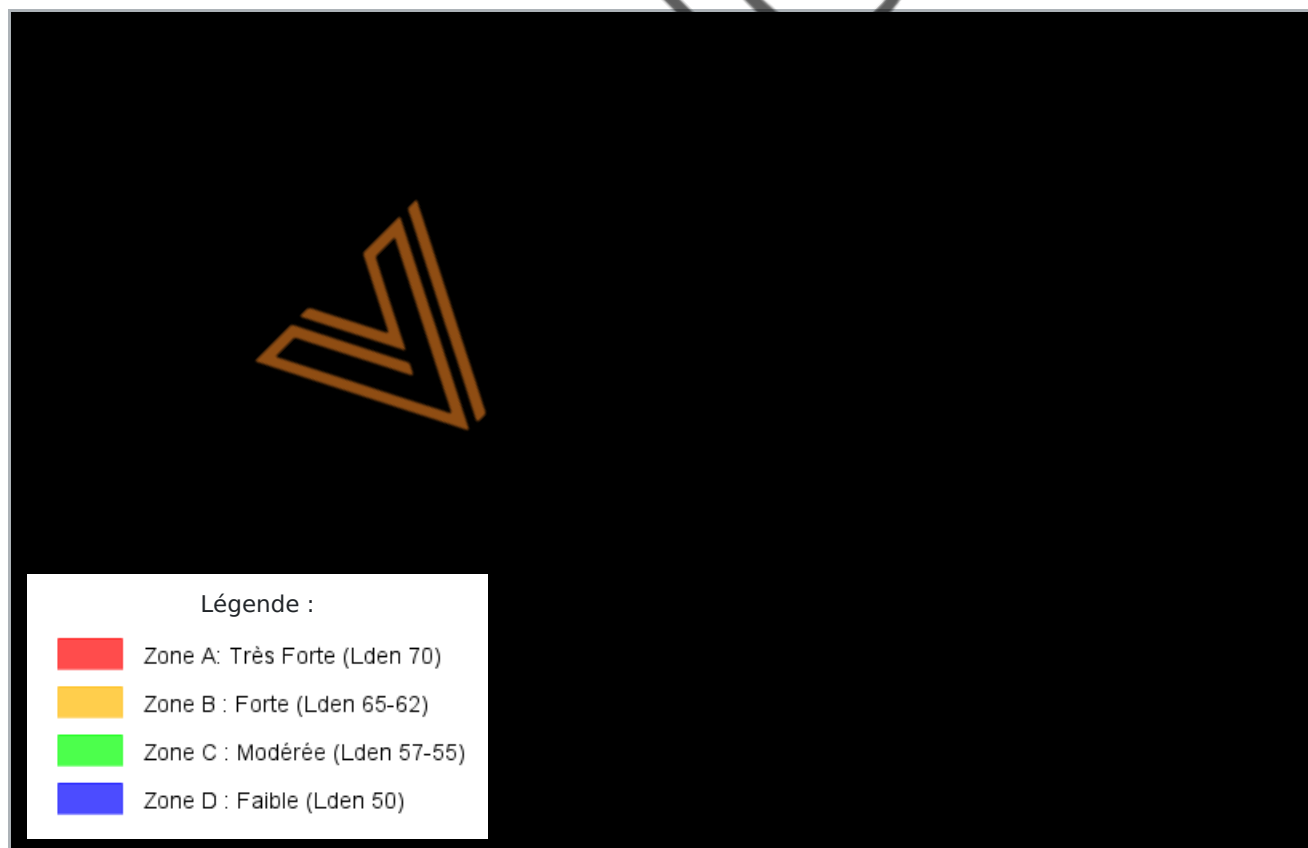 Légende :
Zone A: Très Forte (Lden 70)
Zone B : Forte (Lden 65-62)
Zone C : Modérée (Lden 57-55)
Zone D : Faible (Lden 50)